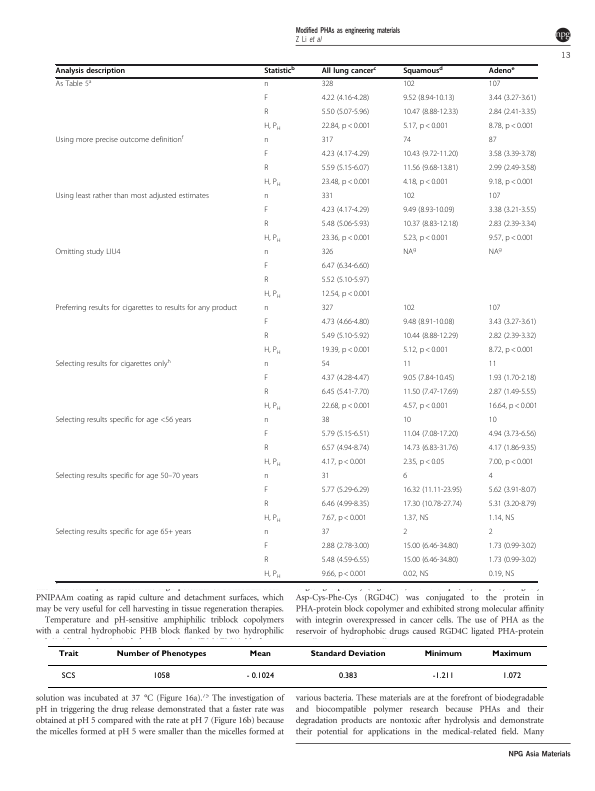 Modified PHAs as engineering materials
Z Li et al
npg
13
Analysis description Statisticb All lung cancerc Squamousd Adenoe
As Table 5a n 328 102 107
F 4.22 (4.16-4.28) 9.52 (8.94-10.13) 3.44 (3.27-3.61)
R 5.50 (5.07-5.96) 10.47 (8.88-12.33) 2.84 (2.41-3.35)
H, PH 22.84, p < 0.001 5.17, p < 0.001 8.78, p < 0.001
Using more precise outcome definitionf n 317 74 87
F 4.23 (4.17-4.29) 10.43 (9.72-11.20) 3.58 (3.39-3.78)
R 5.59 (5.15-6.07) 11.56 (9.68-13.81) 2.99 (2.49-3.58)
H, PH 23.48, p < 0.001 4.18, p < 0.001 9.18, p < 0.001
Using least rather than most adjusted estimates n 331 102 107
F 4.23 (4.17-4.29) 9.49 (8.93-10.09) 3.38 (3.21-3.55)
R 5.48 (5.06-5.93) 10.37 (8.83-12.18) 2.83 (2.39-3.34)
H, PH 23.36, p < 0.001 5.23, p < 0.001 9.57, p < 0.001
Omitting study LIU4 n 326 NAg NAg
F 6.47 (6.34-6.60)
R 5.52 (5.10-5.97)
H, PH 12.54, p < 0.001
Preferring results for cigarettes to results for any product n 327 102 107
F 4.73 (4.66-4.80) 9.48 (8.91-10.08) 3.43 (3.27-3.61)
R 5.49 (5.10-5.92) 10.44 (8.88-12.29) 2.82 (2.39-3.32)
H, PH 19.39, p < 0.001 5.12, p < 0.001 8.72, p < 0.001
Selecting results for cigarettes onlyh n 54 11 11
F 4.37 (4.28-4.47) 9.05 (7.84-10.45) 1.93 (1.70-2.18)
R 6.45 (5.41-7.70) 11.50 (7.47-17.69) 2.87 (1.49-5.55)
H, PH 22.68, p < 0.001 4.57, p < 0.001 16.64, p < 0.001
Selecting results specific for age <56 years n 38 10 10
F 5.79 (5.15-6.51) 11.04 (7.08-17.20) 4.94 (3.73-6.56)
R 6.57 (4.94-8.74) 14.73 (6.83-31.76) 4.17 (1.86-9.35)
H, PH 4.17, p < 0.001 2.35, p < 0.05 7.00, p < 0.001
Selecting results specific for age 50–70 years n 31 6 4
F 5.77 (5.29-6.29) 16.32 (11.11-23.95) 5.62 (3.91-8.07)
R 6.46 (4.99-8.35) 17.30 (10.78-27.74) 5.31 (3.20-8.79)
H, PH 7.67, p < 0.001 1.37, NS 1.14, NS
Selecting results specific for age 65+ years n 37 2 2
F 2.88 (2.78-3.00) 15.00 (6.46-34.80) 1.73 (0.99-3.02)
R 5.48 (4.59-6.55) 15.00 (6.46-34.80) 1.73 (0.99-3.02)
H, PH 9.66, p < 0.001 0.02, NS 0.19, NS
PNIPAAm coating as rapid culture and detachment surfaces, which
may be very useful for cell harvesting in tissue regeneration therapies.
Temperature and pH-sensitive amphiphilic triblock copolymers
with a central hydrophobic PHB block flanked by two hydrophilic
Asp-Cys-Phe-Cys (RGD4C) was conjugated to the protein in
PHA-protein block copolymer and exhibited strong molecular affinity
with integrin overexpressed in cancer cells. The use of PHA as the
reservoir of hydrophobic drugs caused RGD4C ligated PHA-protein
Trait Number of Phenotypes Mean Standard Deviation Minimum Maximum
SCS 1058 - 0.1024 0.383 -1.211 1.072
solution was incubated at 37 °C (Figure 16a).75 The investigation of
pH in triggering the drug release demonstrated that a faster rate was
obtained at pH 5 compared with the rate at pH 7 (Figure 16b) because
the micelles formed at pH 5 were smaller than the micelles formed at
various bacteria. These materials are at the forefront of biodegradable
and biocompatible polymer research because PHAs and their
degradation products are nontoxic after hydrolysis and demonstrate
their potential for applications in the medical-related field. Many
NPG Asia Materials